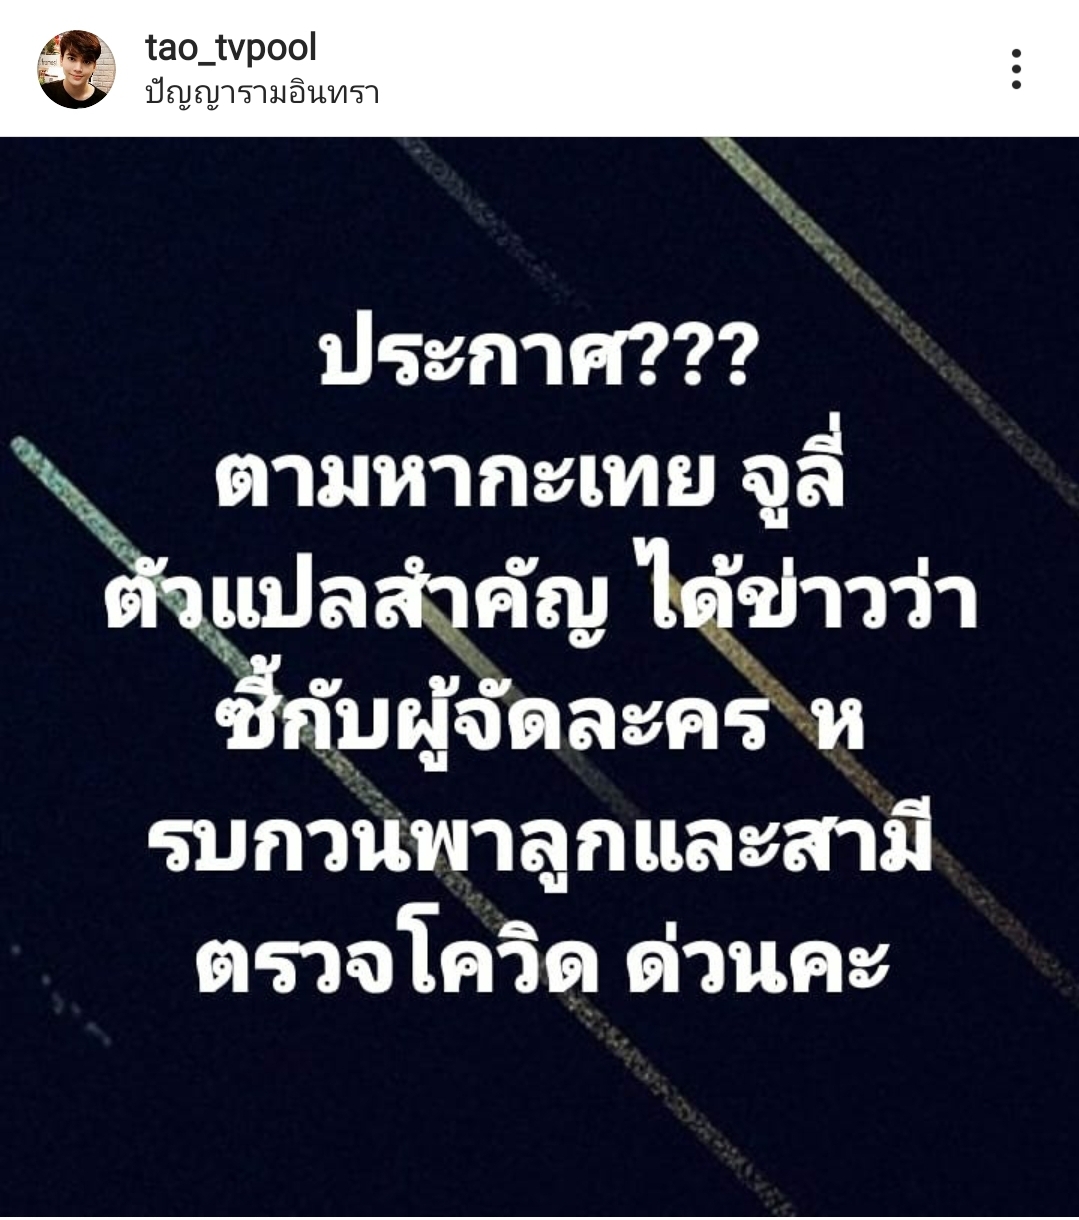 tao_tvpool
ปัญญารามอินทรา
ประกาศ???
ตามหากะเทย จูลี่
ตัวแปลสำคัญ ได้ข่าวว่า
ซี้กับผู้จัดละคร ห
รบกวนพาลูกและสามี
ตรวจโควิด ด่วนคะ